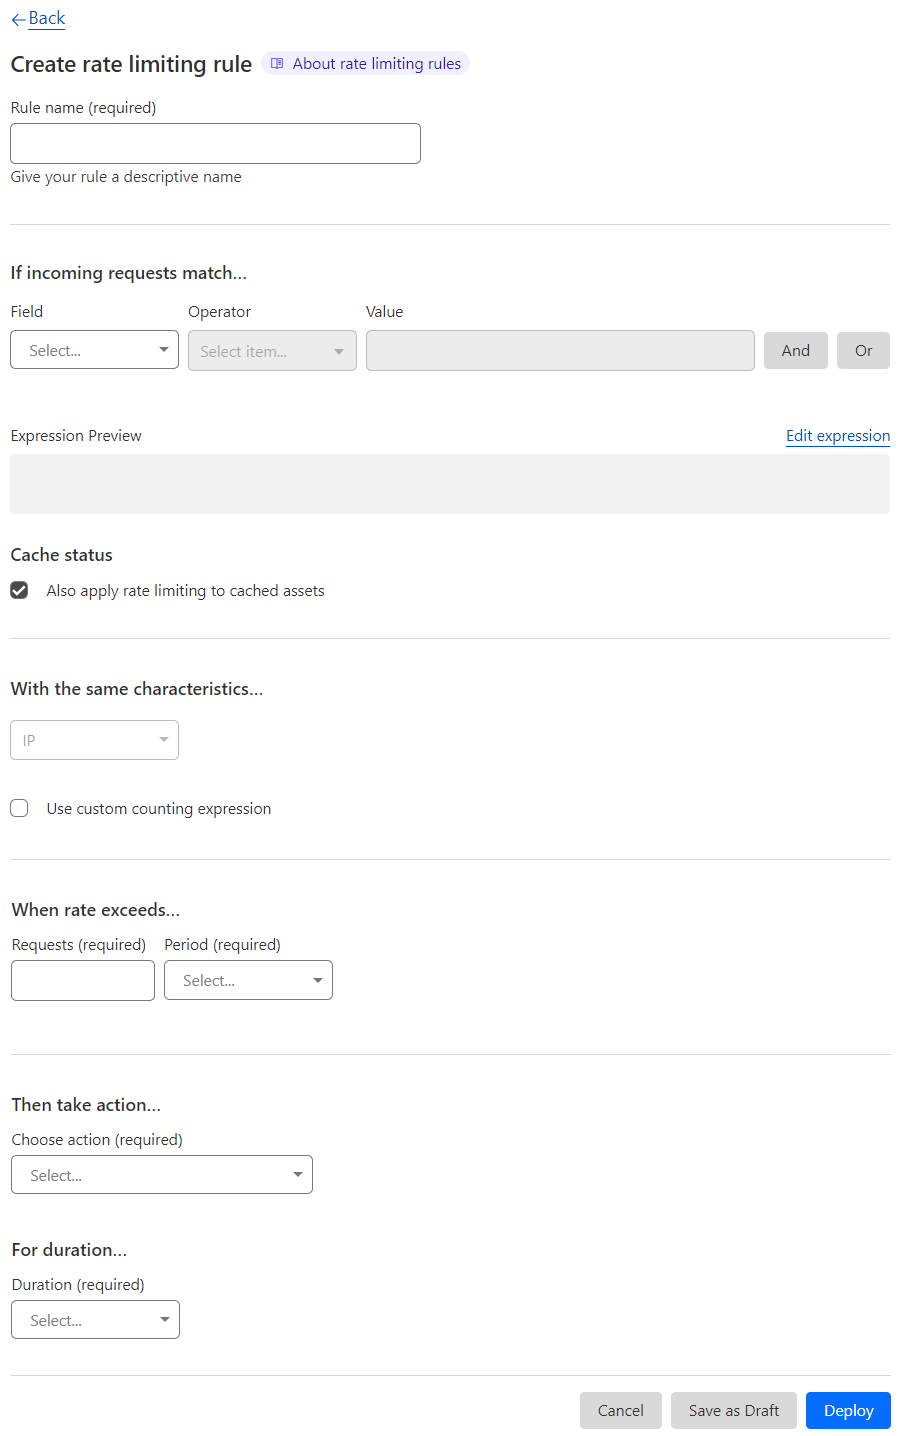 Back
Create rate limiting rule About rate limiting rules
Rule name (required)
Give your rule a descriptive name
If incoming requests match...
Field Operator Value
Select... Select item... And Or
Expression Preview Edit expression
Cache status
Also apply rate limiting to cached assets
With the same characteristics...
IP
Use custom counting expression
When rate exceeds...
Requests (required) Period (required)
Select...
Then take action...
Choose action (required)
Select...
For duration...
Duration (required)
Select...
Cancel Save as Draft Deploy